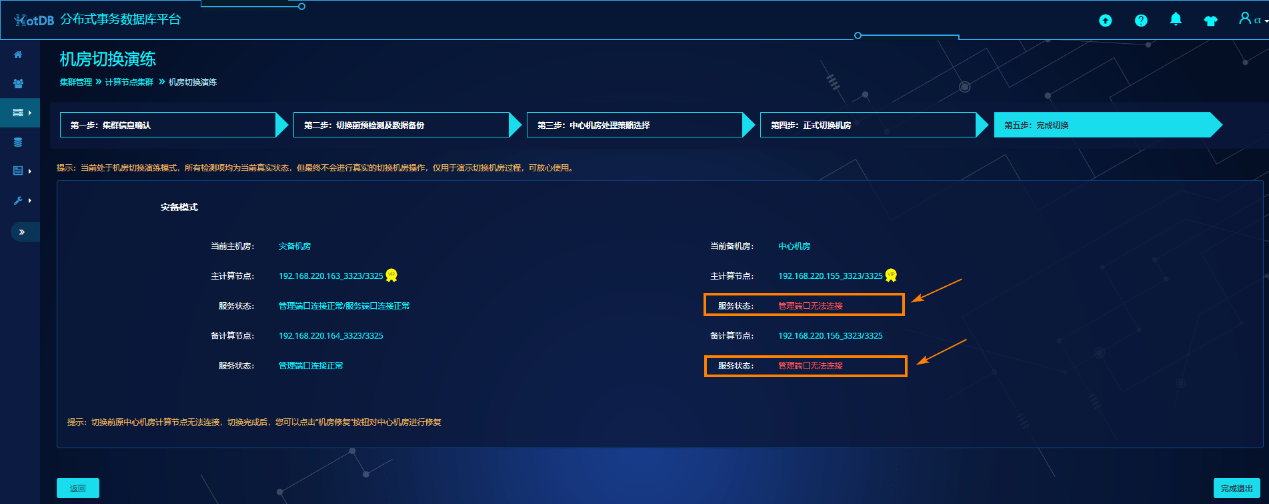 HotDB 分布式事务数据库平台
ct
机房切换演练
集群管理 » 计算节点集群 » 机房切换演练
第一步：集群信息确认
第二步：切换前预检测及数据备份
第三步：中心机房处理策略选择
第四步：正式切换机房
第五步：完成切换
提示：当前处于机房切换演练模式，所有检测项均为当前真实状态，但最终不会进行真实的切换机房操作，仅用于演示切换机房过程，可放心使用。
灾备模式
当前主机房： 灾备机房
当前备机房： 中心机房
主计算节点： 192.168.220.163_3323/3325
主计算节点： 192.168.220.155_3323/3325
服务状态： 管理端口连接正常/服务端口连接正常
服务状态： 管理端口无法连接
备计算节点： 192.168.220.164_3323/3325
备计算节点： 192.168.220.156_3323/3325
服务状态： 管理端口连接正常
服务状态： 管理端口无法连接
提示：切换前原中心机房计算节点无法连接，切换完成后，您可以点击"机房修复"按钮对中心机房进行修复
返回
完成退出